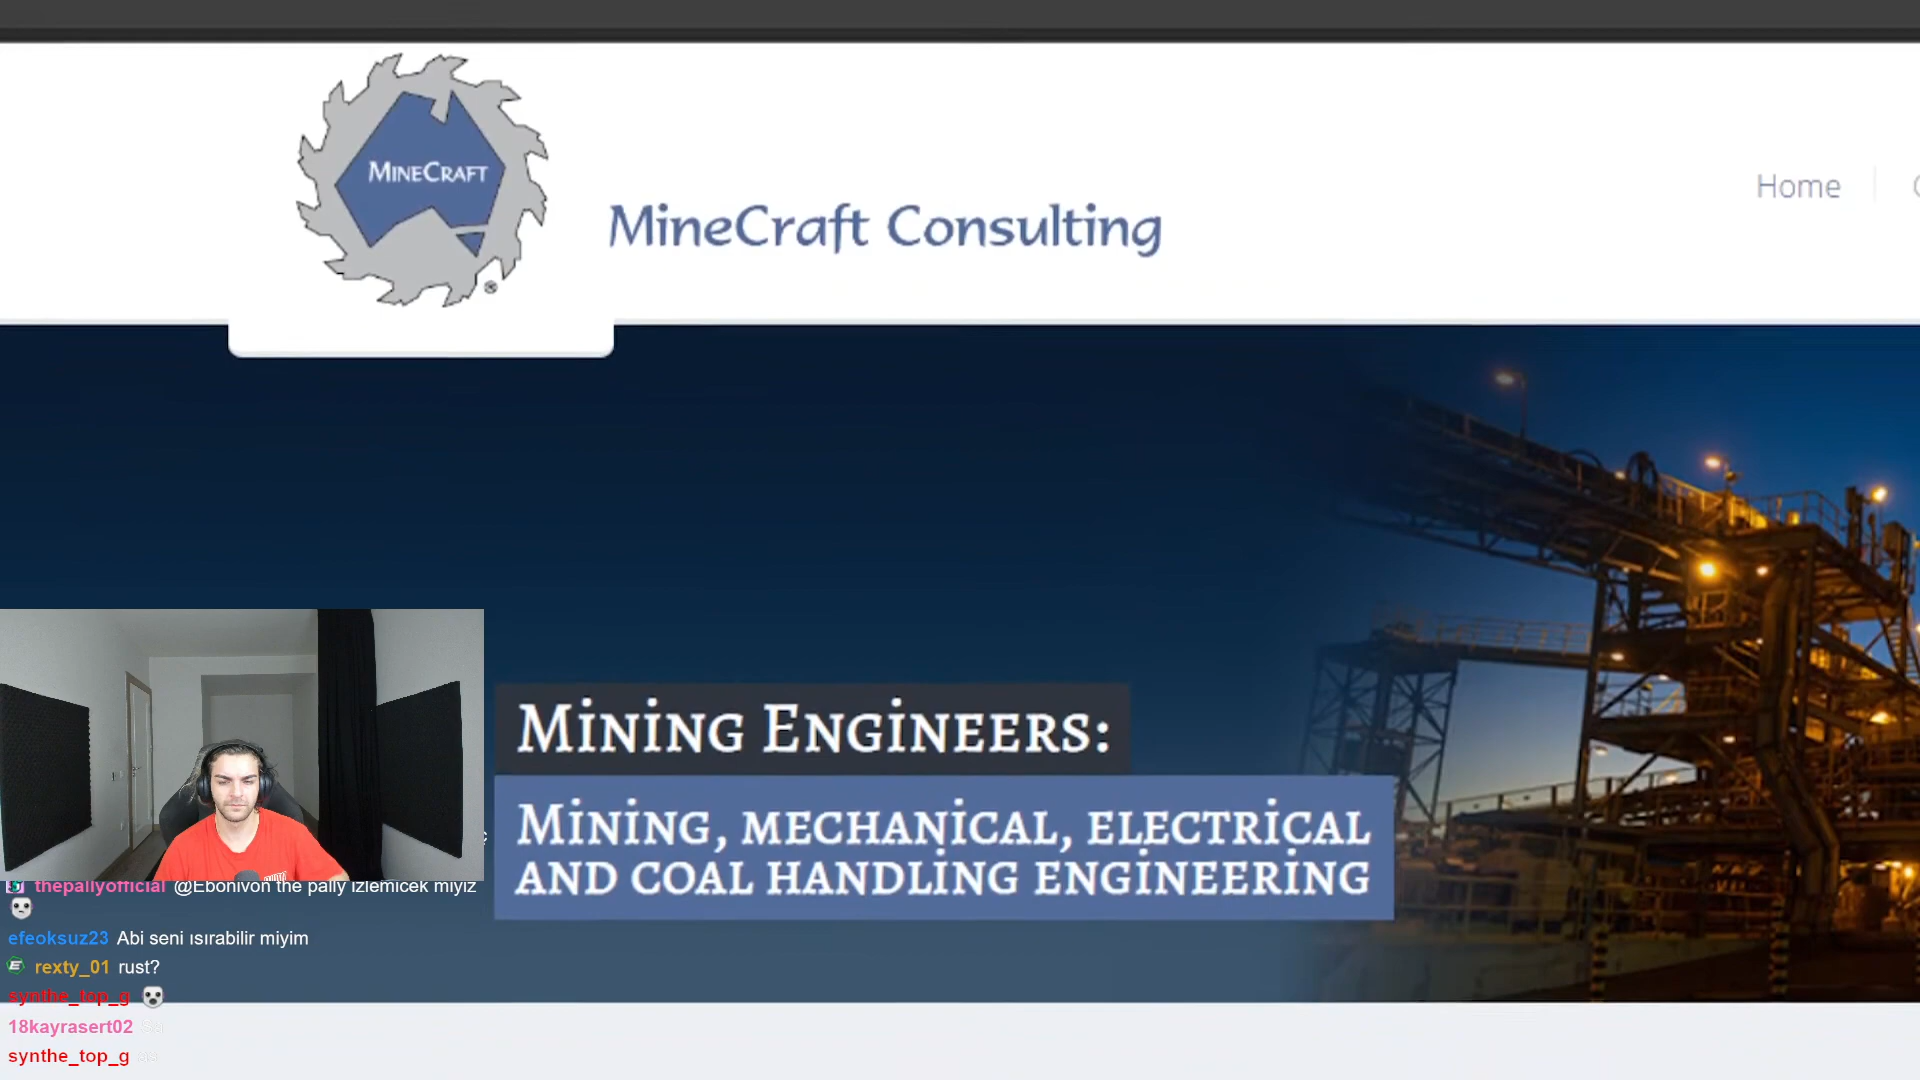 MineCraft
®
MineCraft Consulting
Home
Mining Engineers:
Mining, mechanical, electrical
and coal handling engineering
thepallyofficial @Ebonivon the pally izlemicek miyiz
efeoksuz23 Abi seni ısırabilir miyim
rexty_01 rust?
synthe_top_g
18kayrasert02
synthe_top_g